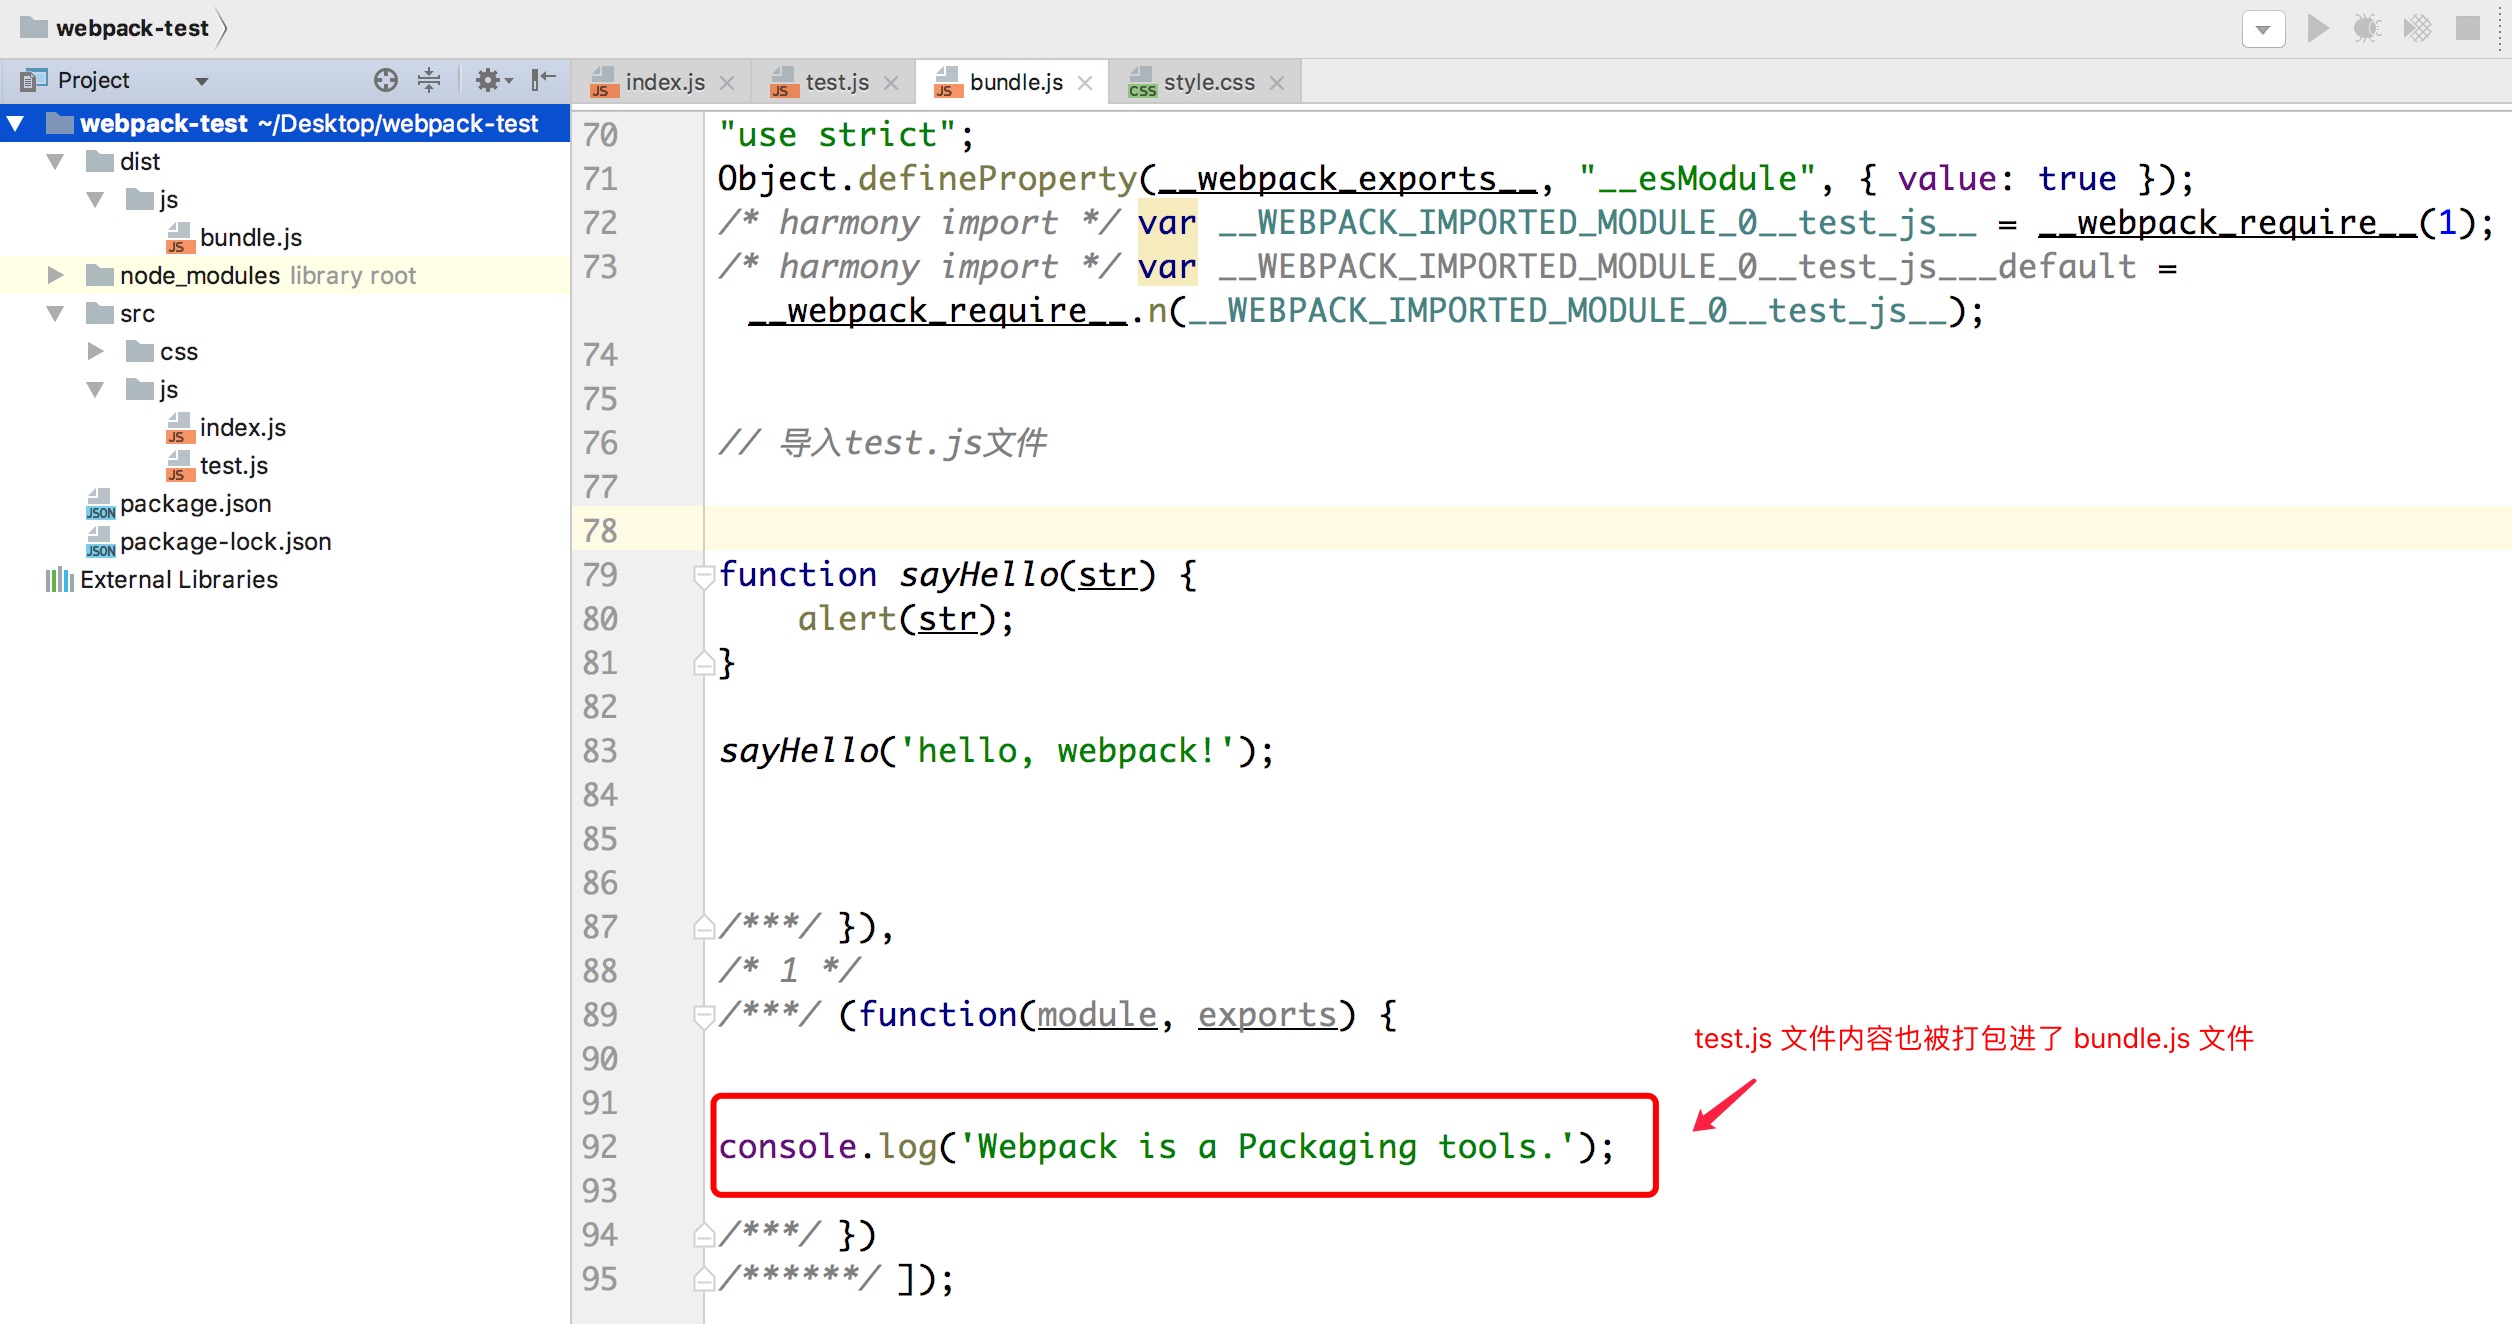 webpack-test
Project
index.js
test.js
bundle.js
style.css
webpack-test ~/Desktop/webpack-test
dist
js
bundle.js
node_modules library root
src
css
js
index.js
test.js
package.json
package-lock.json
External Libraries
70 "use strict";
71 Object.defineProperty(__webpack_exports__, "__esModule", { value: true });
72 /* harmony import */ var __WEBPACK_IMPORTED_MODULE_0__test_js__ = __webpack_require__(1);
73 /* harmony import */ var __WEBPACK_IMPORTED_MODULE_0__test_js___default =
__webpack_require__.n(__WEBPACK_IMPORTED_MODULE_0__test_js__);
74
75
76 // 导入test.js文件
77
78
79 function sayHello(str) {
80 alert(str);
81 }
82
83 sayHello('hello, webpack!');
84
85
86
87 /***/ }),
88 /* 1 */
89 /***/ (function(module, exports) {
test.js 文件内容也被打包进了 bundle.js 文件
90
91
92 console.log('Webpack is a Packaging tools.');
93
94 /***/ })
95 /******/ ]);